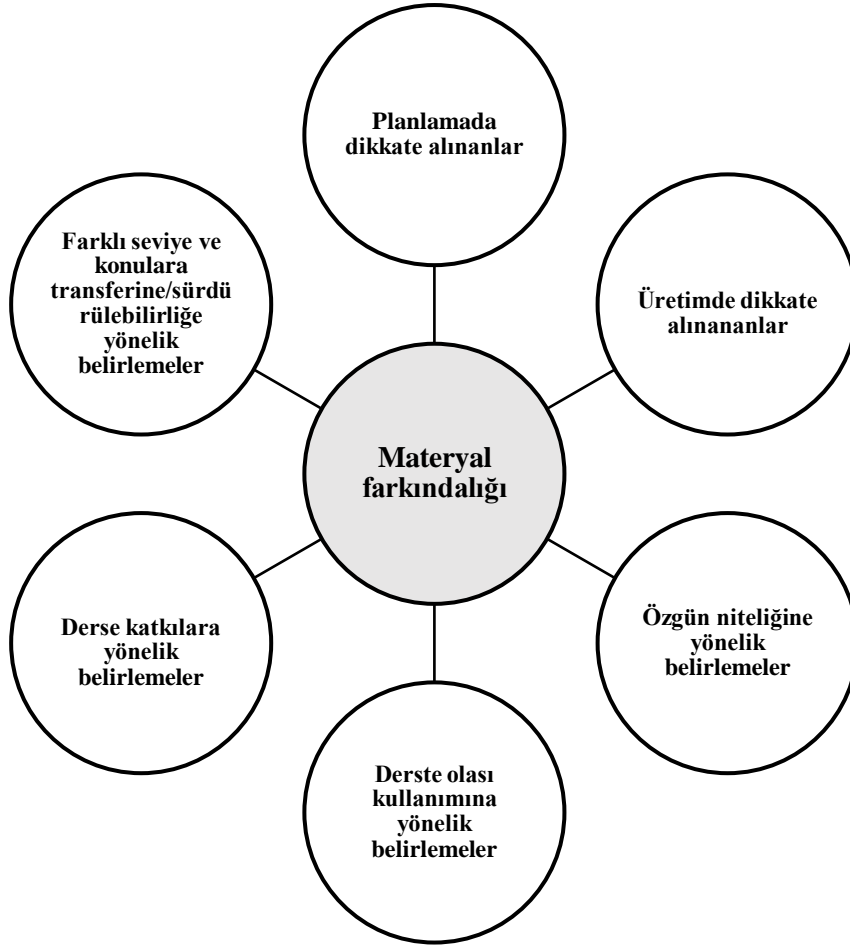 Planlamada
dikkate alınanlar
Üretimde dikkate
alınananlar
Özgün niteliğine
yönelik
belirlemeler
Derste olası
kullanımına
yönelik
belirlemeler
Derse katkılara
yönelik
belirlemeler
Farklı seviye ve
konulara
transferine/sürdü
rülebilirliğe
yönelik
belirlemeler
Materyal
farkındalığı